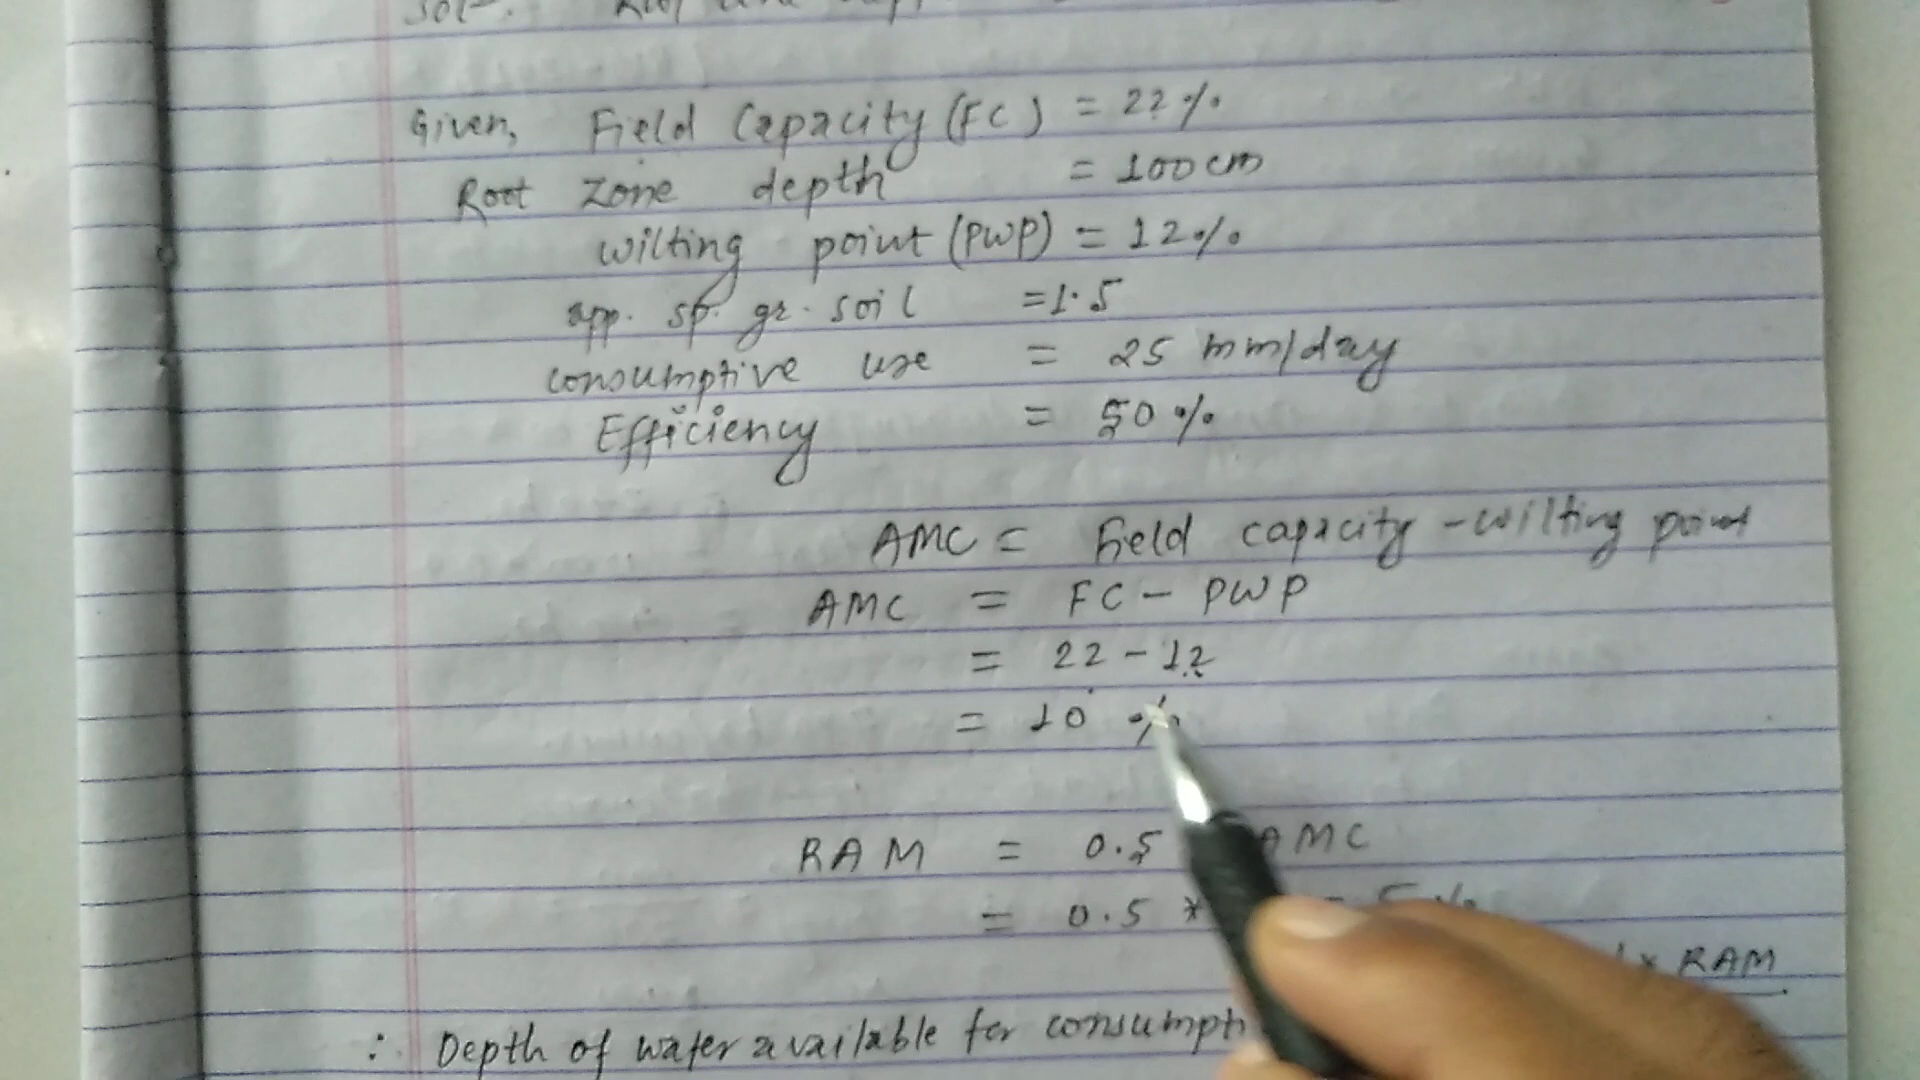 Given, Field Capacity (FC) = 22%
Root zone depth = 100 cm
wilting point (PWP) = 12%
app. sp. gr. soil = 1.5
consumptive use = 25 mm/day
Efficiency = 50%
AMC = Field capacity - wilting point
AMC = FC - PWP
= 22 - 12
= 10 %
RAM = 0.5 AMC
= 0.5 * = 5 %
* RAM
∴ Depth of water available for